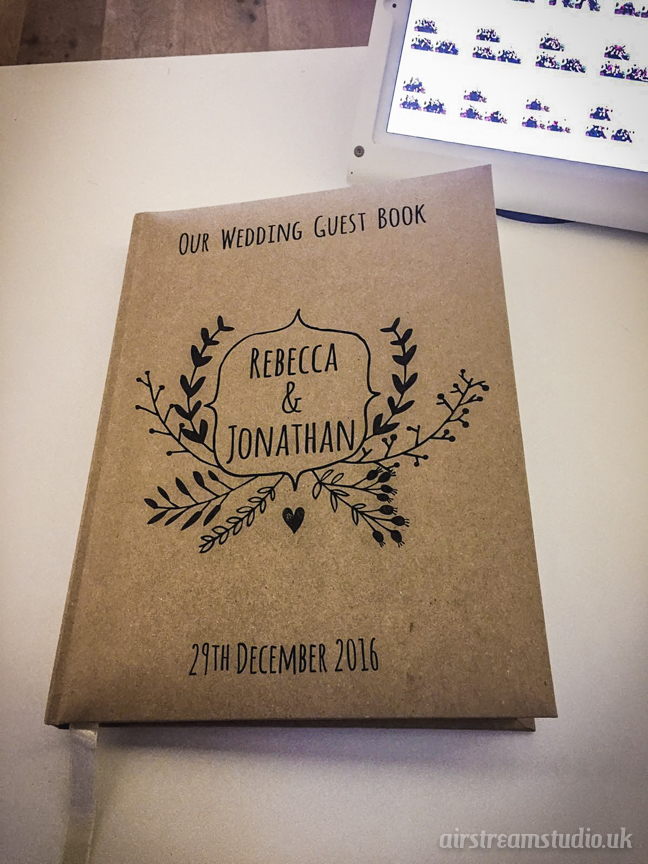 Our Wedding Guest Book
Rebecca
&
Jonathan
29th December 2016
airstreamstudio.uk